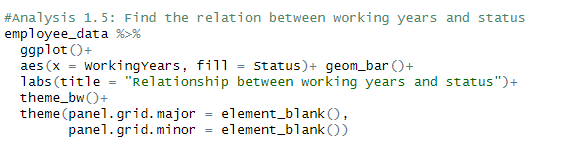 #Analysis 1.5: Find the relation between working years and status
employee_data %>%
  ggplot()+
  aes(x = WorkingYears, fill = Status)+ geom_bar()+
  labs(title = "Relationship between working years and status")+
  theme_bw()+
  theme(panel.grid.major = element_blank(),
        panel.grid.minor = element_blank())